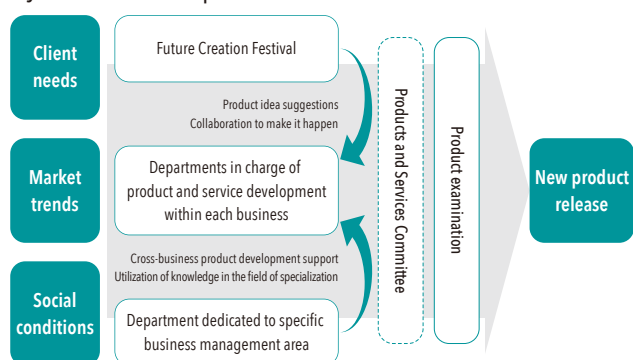 Client
needs
Future Creation Festival
Product idea suggestions
Collaboration to make it happen
Market
trends
Departments in charge of
product and service development
within each business
Cross-business product development support
Utilization of knowledge in the field of specialization
Social
conditions
Department dedicated to specific
business management area
Products and Services Committee
Product examination
New product
release